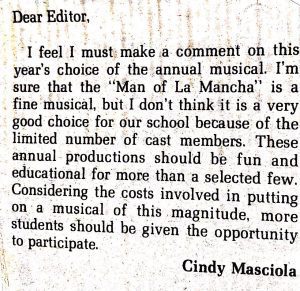 Dear Editor,
I feel I must make a comment on this
year's choice of the annual musical. I'm
sure that the "Man of La Mancha" is a
fine musical, but I don't think it is a very
good choice for our school because of the
limited number of cast members. These
annual productions should be fun and
educational for more than a selected few.
Considering the costs involved in putting
on a musical of this magnitude, more
students should be given the opportunity
to participate.
Cindy Masciola